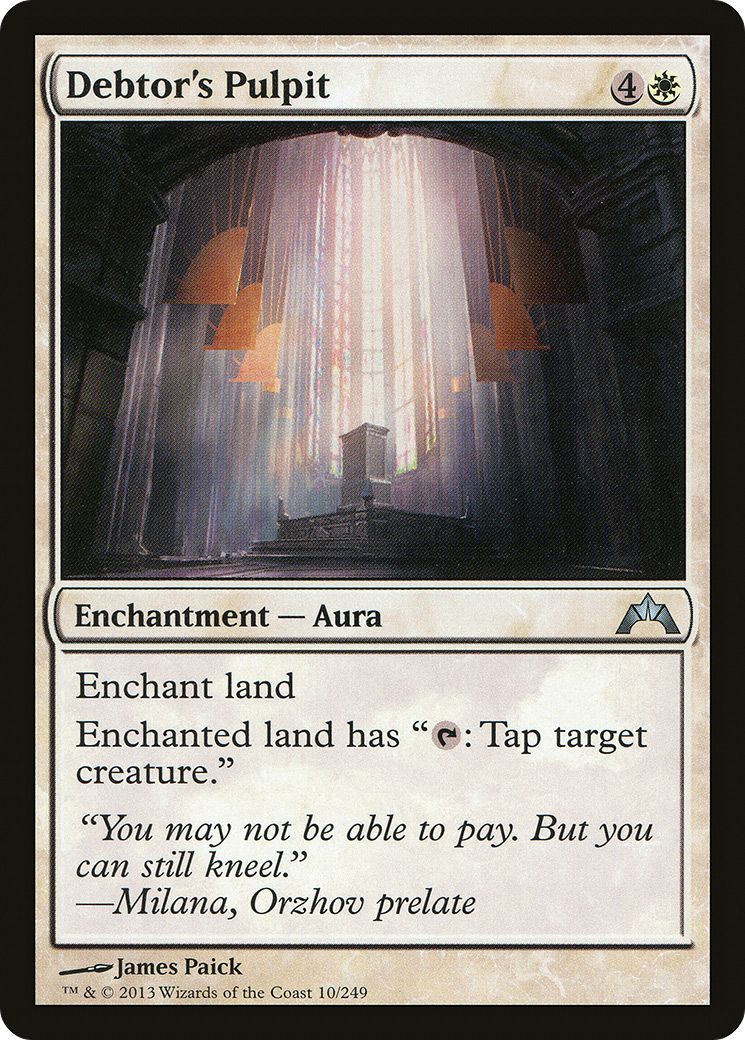 Debtor's Pulpit 4
Enchantment — Aura
Enchant land
Enchanted land has “: Tap target
creature.”
“You may not be able to pay. But you
can still kneel.”
—Milana, Orzhov prelate
James Paick
™ & © 2013 Wizards of the Coast 10/249